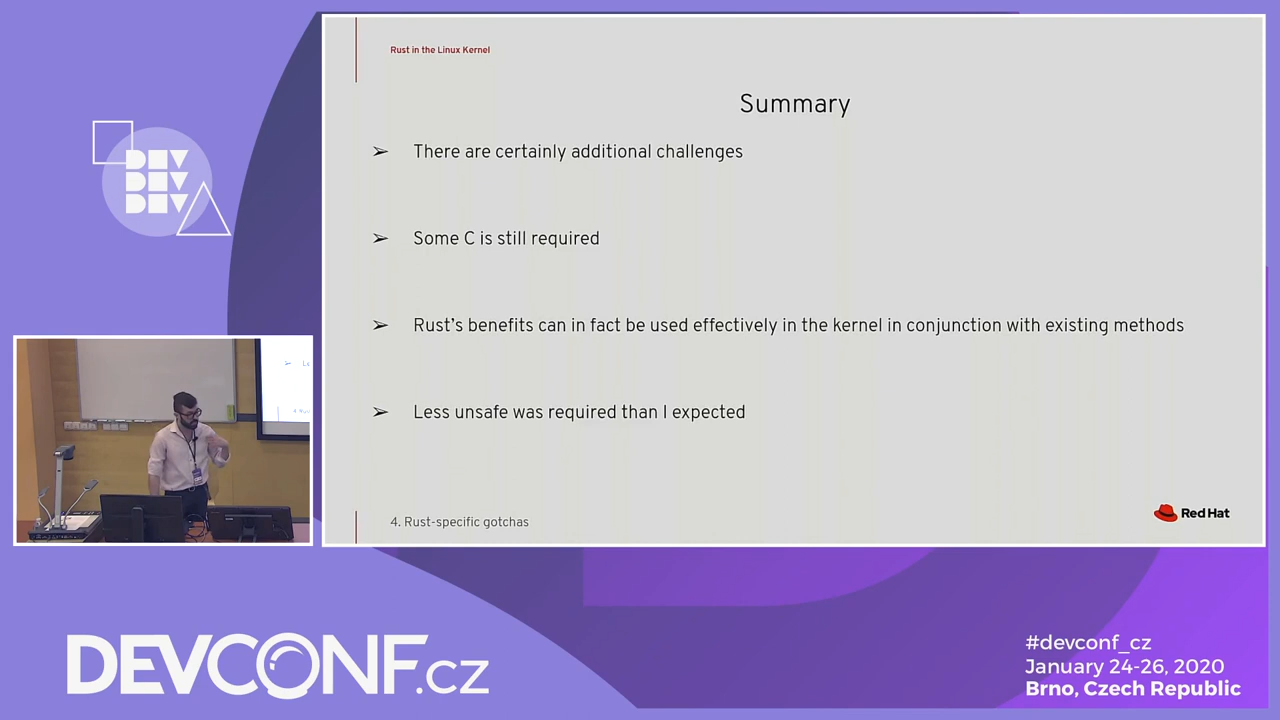 Rust in the Linux Kernel
Summary
➢ There are certainly additional challenges
➢ Some C is still required
➢ Rust's benefits can in fact be used effectively in the kernel in conjunction with existing methods
➢ Less unsafe was required than I expected
4. Rust-specific gotchas
Red Hat
DEV
DEV
DEV
DEVCONF.cz
#devconf_cz
January 24-26, 2020
Brno, Czech Republic